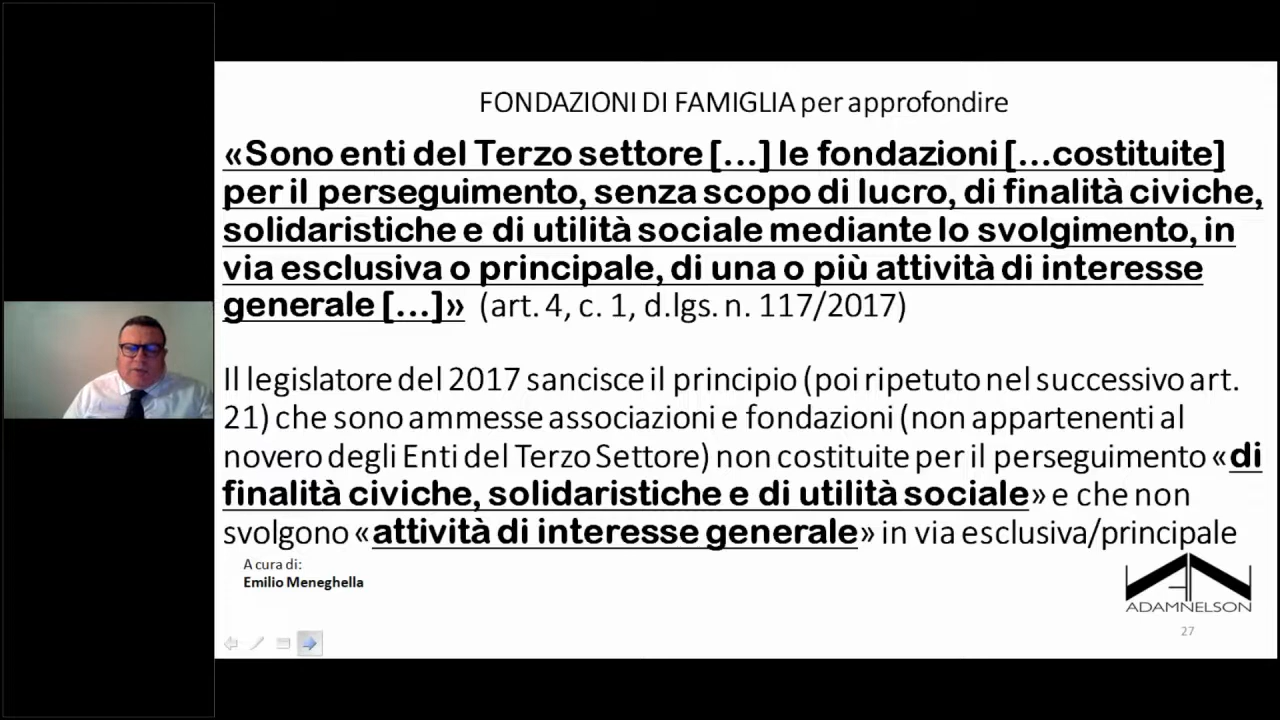 FONDAZIONI DI FAMIGLIA per approfondire
«Sono enti del Terzo settore [...] le fondazioni [...costituite]
per il perseguimento, senza scopo di lucro, di finalità civiche,
solidaristiche e di utilità sociale mediante lo svolgimento, in
via esclusiva o principale, di una o più attività di interesse
generale [...]» (art. 4, c. 1, d.lgs. n. 117/2017)
Il legislatore del 2017 sancisce il principio (poi ripetuto nel successivo art.
21) che sono ammesse associazioni e fondazioni (non appartenenti al
novero degli Enti del Terzo Settore) non costituite per il perseguimento «di
finalità civiche, solidaristiche e di utilità sociale» e che non
svolgono «attività di interesse generale» in via esclusiva/principale
A cura di:
Emilio Meneghella
ADAMNELSON
27